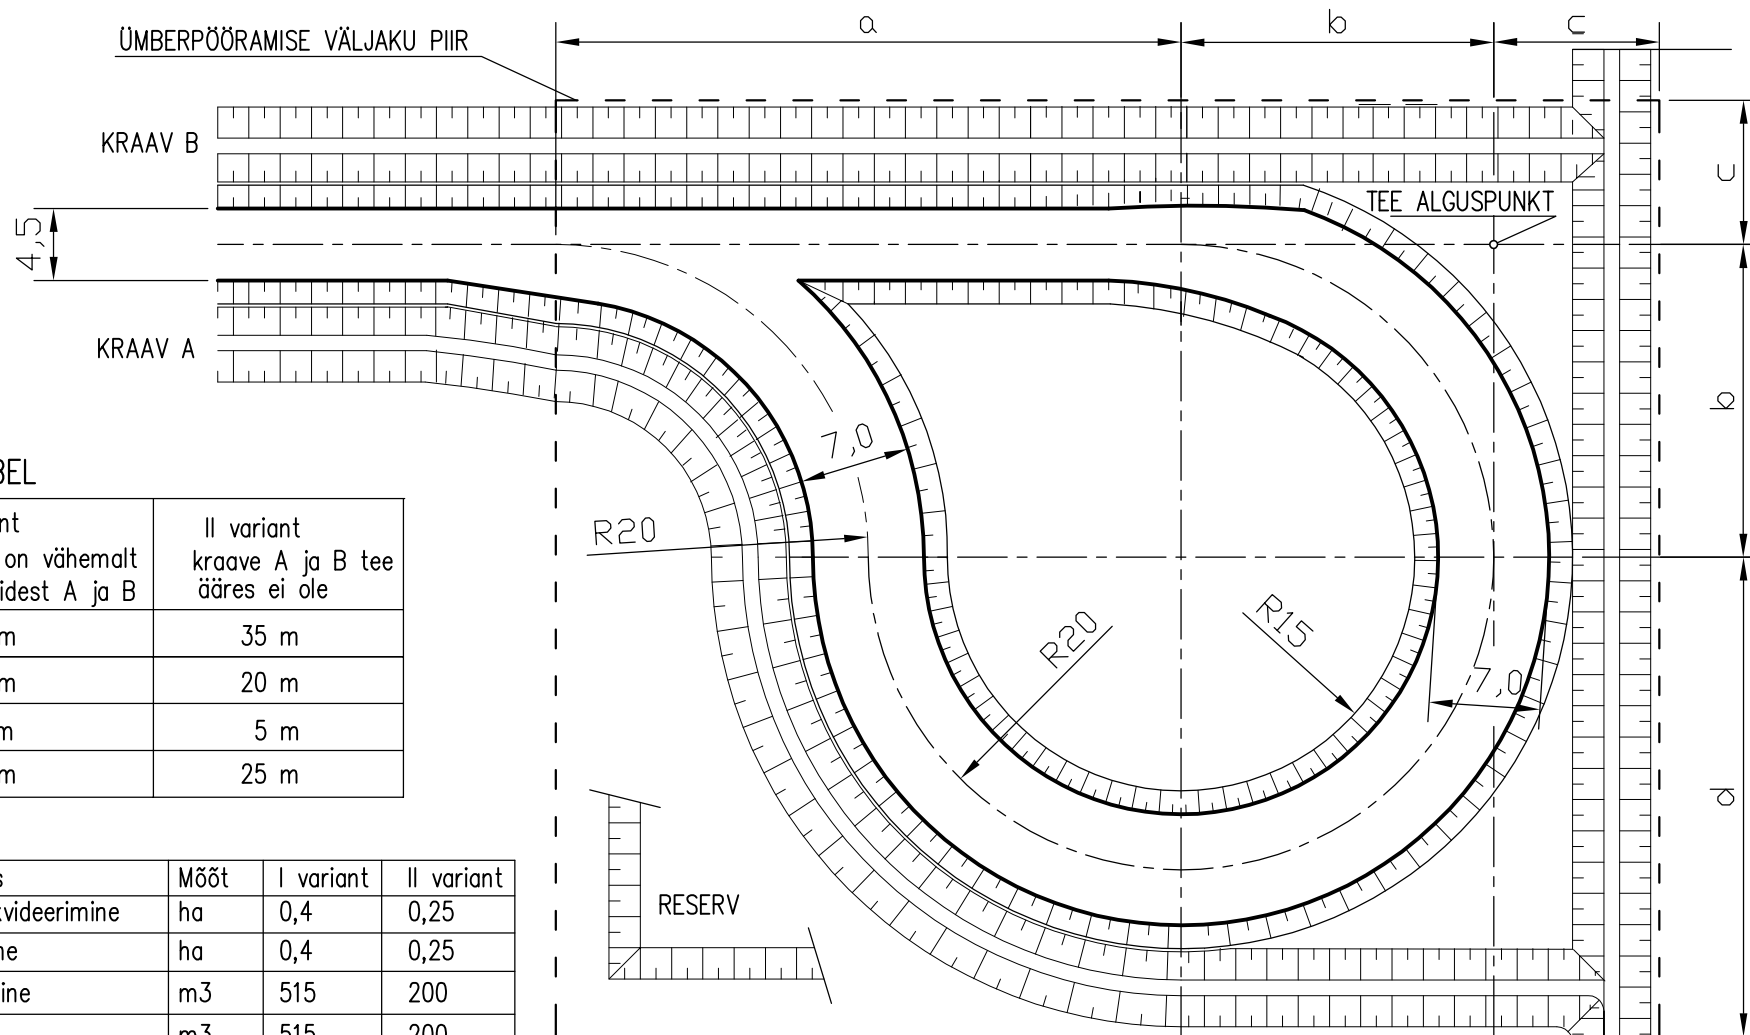 a
b
c
ÜMBERPÖÖRAMISE VÄLJAKU PIIR
KRAAV B
c
TEE ALGUSPUNKT
4,5
KRAAV A
b
7,0
BEL
nt
on vähemalt
idest A ja B
II variant
kraave A ja B tee
ääres ei ole
R20
R20
R15
7,0
m
35 m
m
20 m
m
5 m
m
25 m
d
s
Mõõt
I variant
II variant
kvideerimine
ha
0,4
0,25
ne
ha
0,4
0,25
ine
m3
515
200
m3
515
200
RESERV